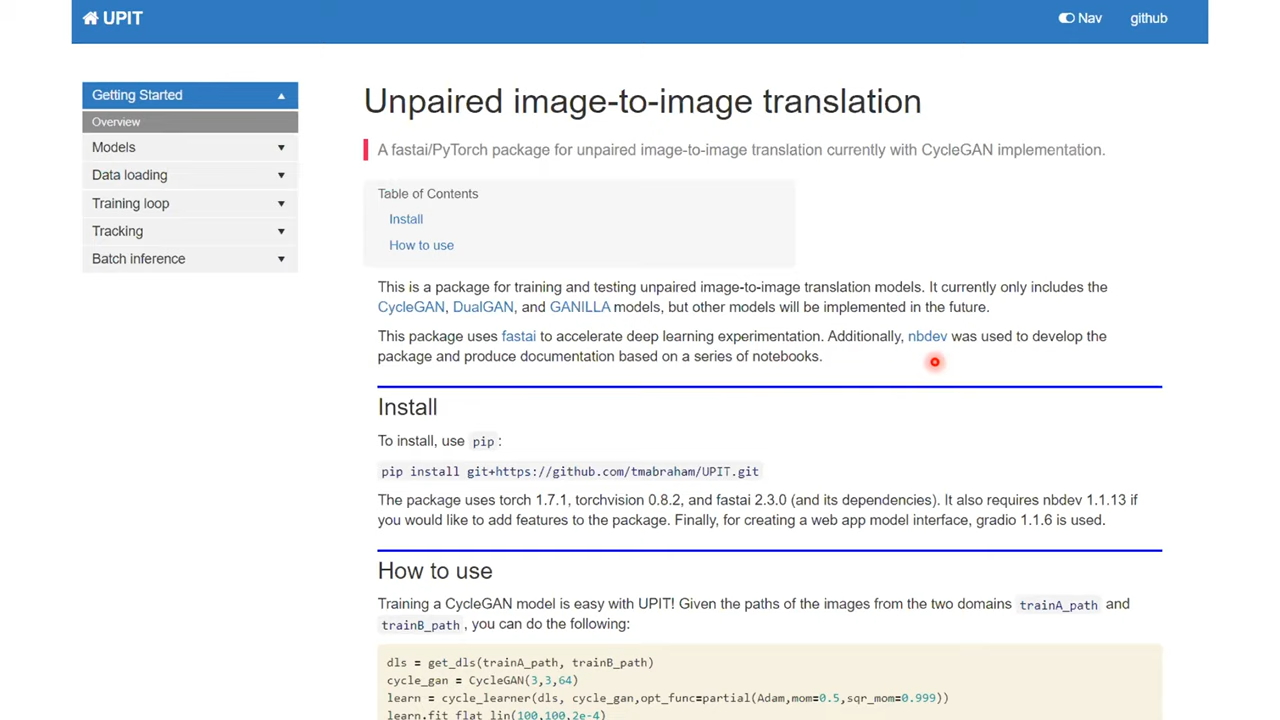 UPIT
Nav
github
Getting Started
Overview
Models
Data loading
Training loop
Tracking
Batch inference
Unpaired image-to-image translation
A fastai/PyTorch package for unpaired image-to-image translation currently with CycleGAN implementation.
Table of Contents
Install
How to use
This is a package for training and testing unpaired image-to-image translation models. It currently only includes the
CycleGAN, DualGAN, and GANILLA models, but other models will be implemented in the future.
This package uses fastai to accelerate deep learning experimentation. Additionally, nbdev was used to develop the
package and produce documentation based on a series of notebooks.
Install
To install, use pip :
pip install git+https://github.com/tmabraham/UPIT.git
The package uses torch 1.7.1, torchvision 0.8.2, and fastai 2.3.0 (and its dependencies). It also requires nbdev 1.1.13 if
you would like to add features to the package. Finally, for creating a web app model interface, gradio 1.1.6 is used.
How to use
Training a CycleGAN model is easy with UPIT! Given the paths of the images from the two domains trainA_path and
trainB_path , you can do the following:
dls = get_dls(trainA_path, trainB_path)
cycle_gan = CycleGAN(3,3,64)
learn = cycle_learner(dls, cycle_gan,opt_func=partial(Adam,mom=0.5,sqr_mom=0.999))
learn.fit_flat_lin(100,100,2e-4)